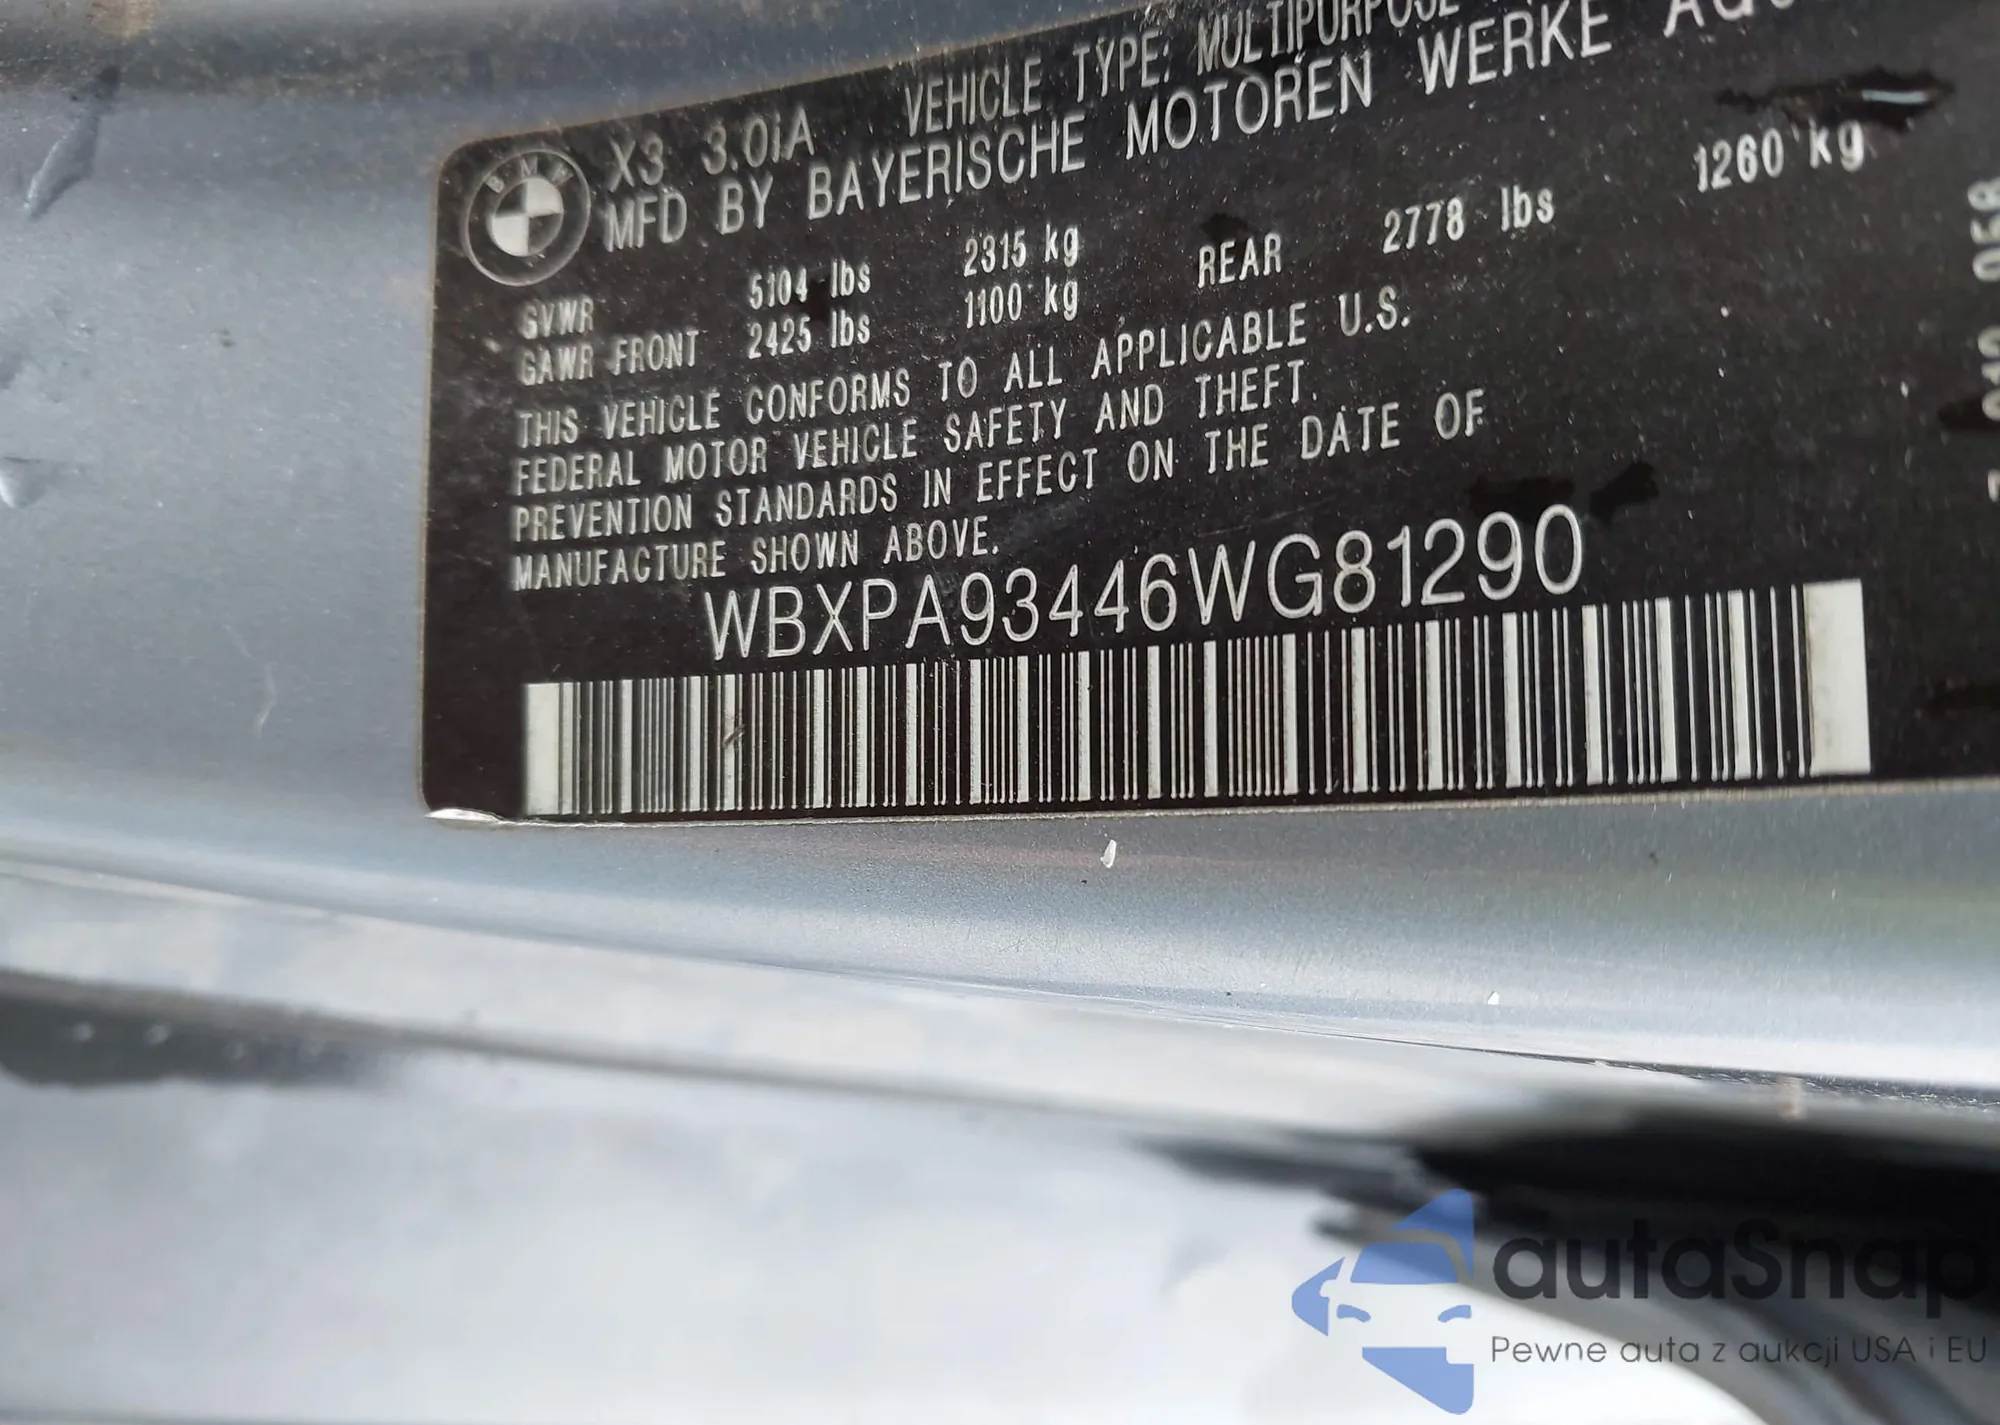 BMW
X3 3.0iA VEHICLE TYPE: MULTIPURPOSE
MFD BY BAYERISCHE MOTOREN WERKE
GVWR 5104 lbs 2315 kg
GAWR FRONT 2425 lbs 1100 kg REAR 2778 lbs 1260 kg
THIS VEHICLE CONFORMS TO ALL APPLICABLE U.S.
FEDERAL MOTOR VEHICLE SAFETY AND THEFT
PREVENTION STANDARDS IN EFFECT ON THE DATE OF
MANUFACTURE SHOWN ABOVE.
WBXPA93446WG81290
autaSnap
Pewne auta z aukcji USA i EU